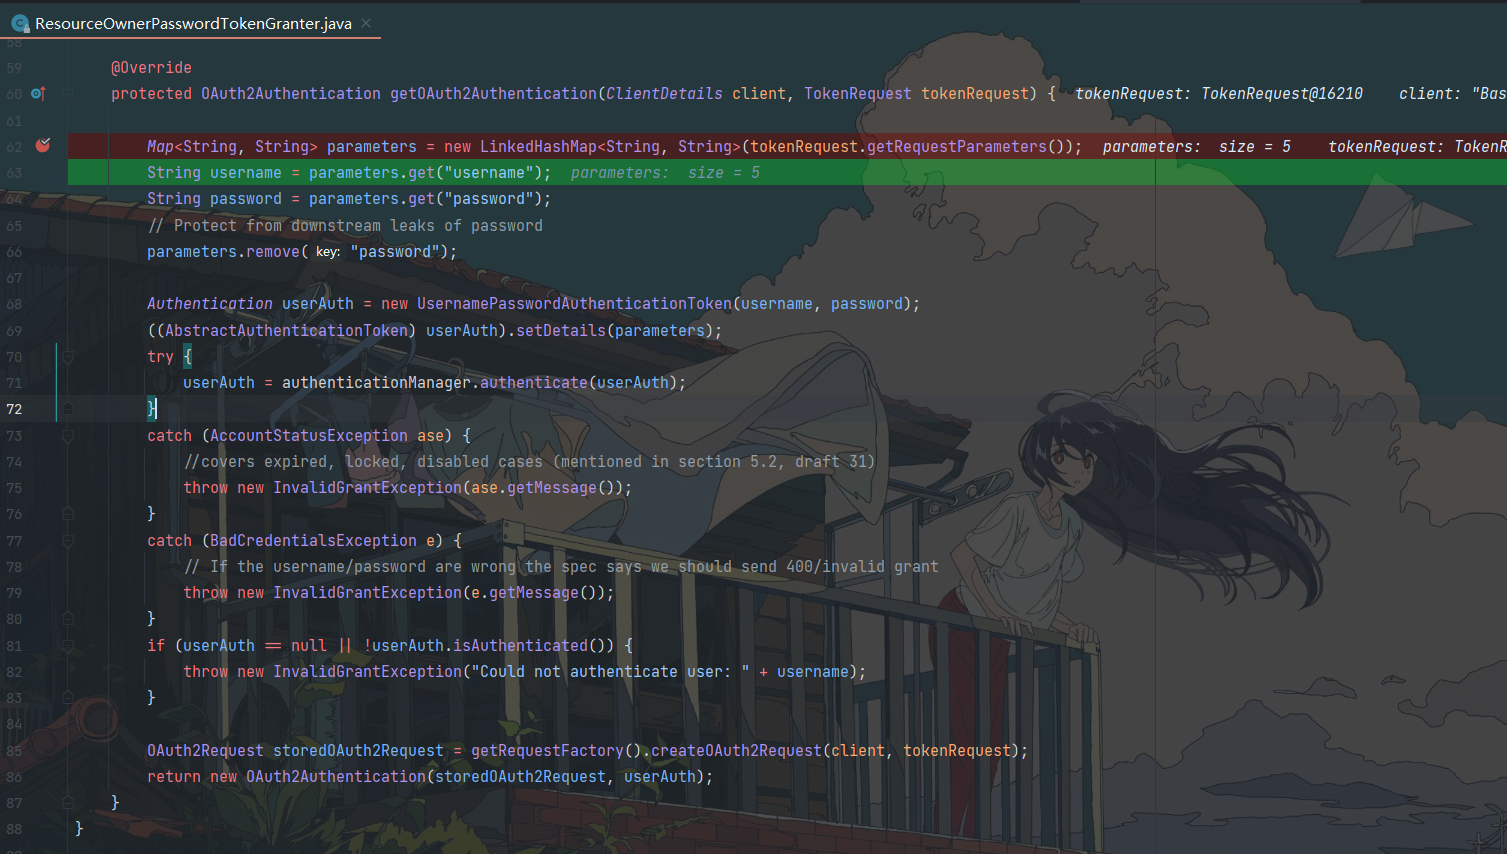 ResourceOwnerPasswordTokenGranter.java
58
59 @Override
60 protected OAuth2Authentication getOAuth2Authentication(ClientDetails client, TokenRequest tokenRequest) { tokenRequest: TokenRequest@16210 client: "Bas
61
62 Map<String, String> parameters = new LinkedHashMap<String, String>(tokenRequest.getRequestParameters()); parameters: size = 5 tokenRequest: TokenR
63 String username = parameters.get("username"); parameters: size = 5
64 String password = parameters.get("password");
65 // Protect from downstream leaks of password
66 parameters.remove( key: "password");
67
68 Authentication userAuth = new UsernamePasswordAuthenticationToken(username, password);
69 ((AbstractAuthenticationToken) userAuth).setDetails(parameters);
70 try {
71 userAuth = authenticationManager.authenticate(userAuth);
72 }
73 catch (AccountStatusException ase) {
74 //covers expired, locked, disabled cases (mentioned in section 5.2, draft 31)
75 throw new InvalidGrantException(ase.getMessage());
76 }
77 catch (BadCredentialsException e) {
78 // If the username/password are wrong the spec says we should send 400/invalid grant
79 throw new InvalidGrantException(e.getMessage());
80 }
81 if (userAuth == null || !userAuth.isAuthenticated()) {
82 throw new InvalidGrantException("Could not authenticate user: " + username);
83 }
84
85 OAuth2Request storedOAuth2Request = getRequestFactory().createOAuth2Request(client, tokenRequest);
86 return new OAuth2Authentication(storedOAuth2Request, userAuth);
87 }
88 }